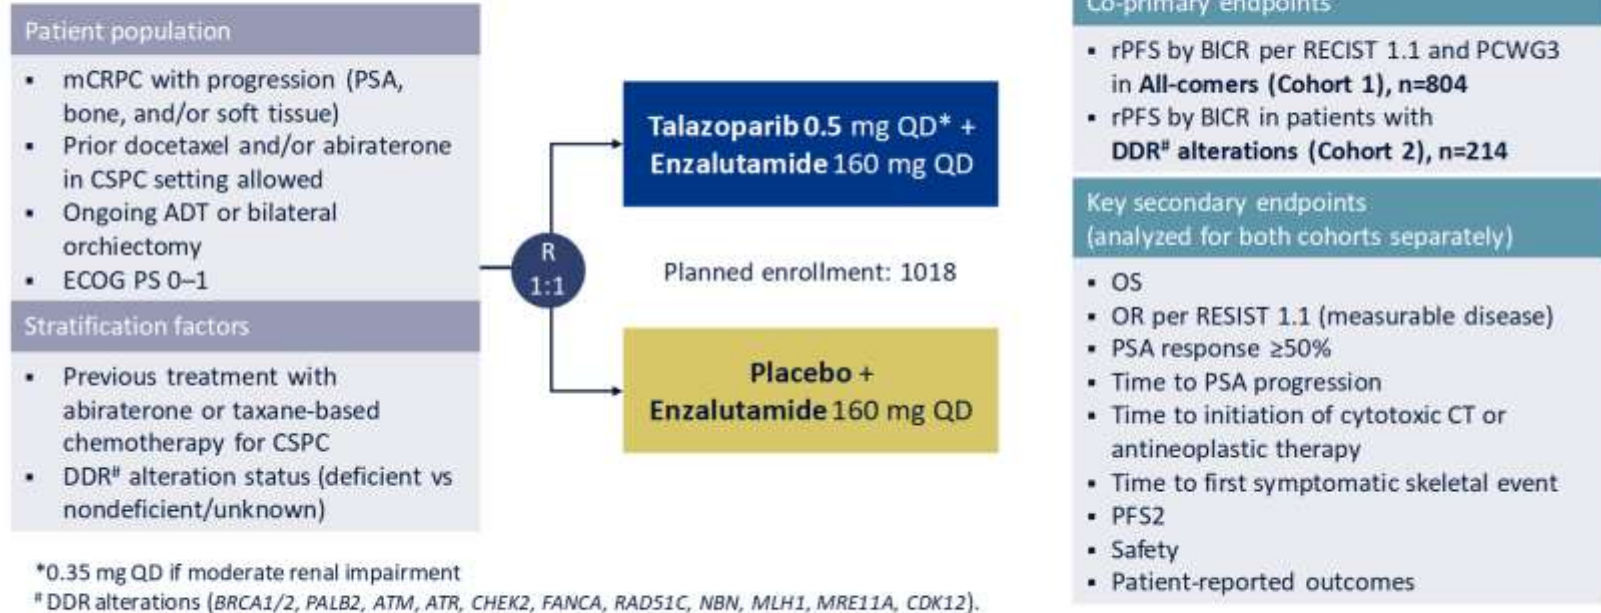 Patient population
▪ mCRPC with progression (PSA,
bone, and/or soft tissue)
▪ Prior docetaxel and/or abiraterone
in CSPC setting allowed
▪ Ongoing ADT or bilateral
orchiectomy
▪ ECOG PS 0–1
Stratification factors
▪ Previous treatment with
abiraterone or taxane-based
chemotherapy for CSPC
▪ DDR# alteration status (deficient vs
nondeficient/unknown)
R
1:1
Talazoparib 0.5 mg QD* +
Enzalutamide 160 mg QD
Planned enrollment: 1018
Placebo +
Enzalutamide 160 mg QD
Co-primary endpoints
▪ rPFS by BICR per RECIST 1.1 and PCWG3
in All-comers (Cohort 1), n=804
▪ rPFS by BICR in patients with
DDR# alterations (Cohort 2), n=214
Key secondary endpoints
(analyzed for both cohorts separately)
▪ OS
▪ OR per RESIST 1.1 (measurable disease)
▪ PSA response ≥50%
▪ Time to PSA progression
▪ Time to initiation of cytotoxic CT or
antineoplastic therapy
▪ Time to first symptomatic skeletal event
▪ PFS2
▪ Safety
▪ Patient-reported outcomes
*0.35 mg QD if moderate renal impairment
# DDR alterations (BRCA1/2, PALB2, ATM, ATR, CHEK2, FANCA, RAD51C, NBN, MLH1, MRE11A, CDK12).